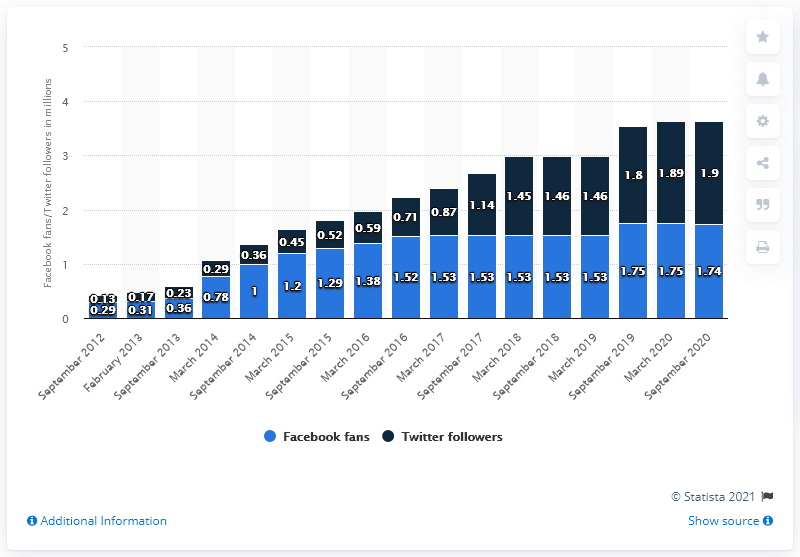 Facebook fans/Twitter followers in millions
5
4
3
2
1
0
0.13 0.17 0.23 0.29 0.36 0.45 0.52 0.59 0.71 0.87 1.14 1.45 1.46 1.46 1.8 1.89 1.9
0.29 0.31 0.36 0.78 1 1.2 1.29 1.38 1.52 1.53 1.53 1.53 1.53 1.53 1.75 1.75 1.74
September 2012
February 2013
September 2013
March 2014
September 2014
March 2015
September 2015
March 2016
September 2016
March 2017
September 2017
March 2018
September 2018
March 2019
September 2019
March 2020
September 2020
Facebook fans Twitter followers
© Statista 2021
Additional Information Show source